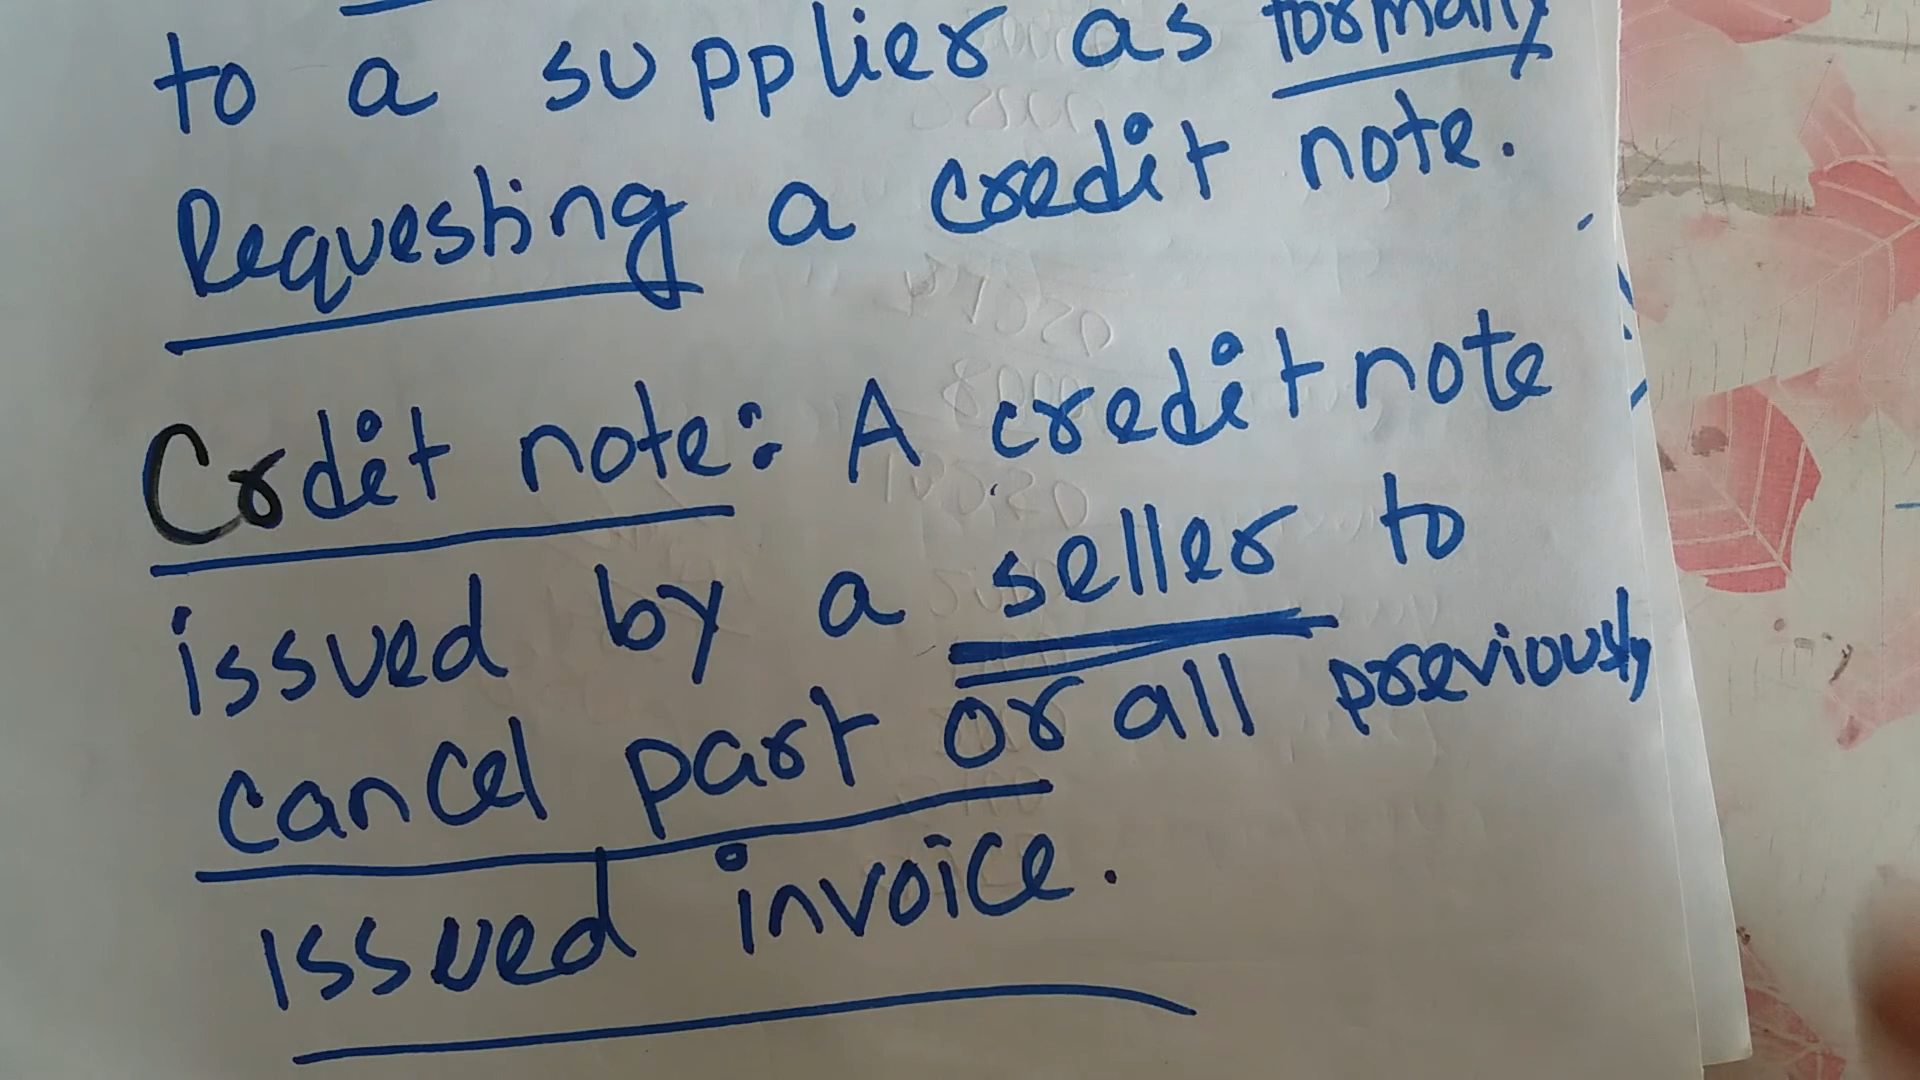 to a supplier as formally
Requesting a credit note.
Crdit note: A credit note
issued by a seller to
cancel part or all previously
issued invoice.